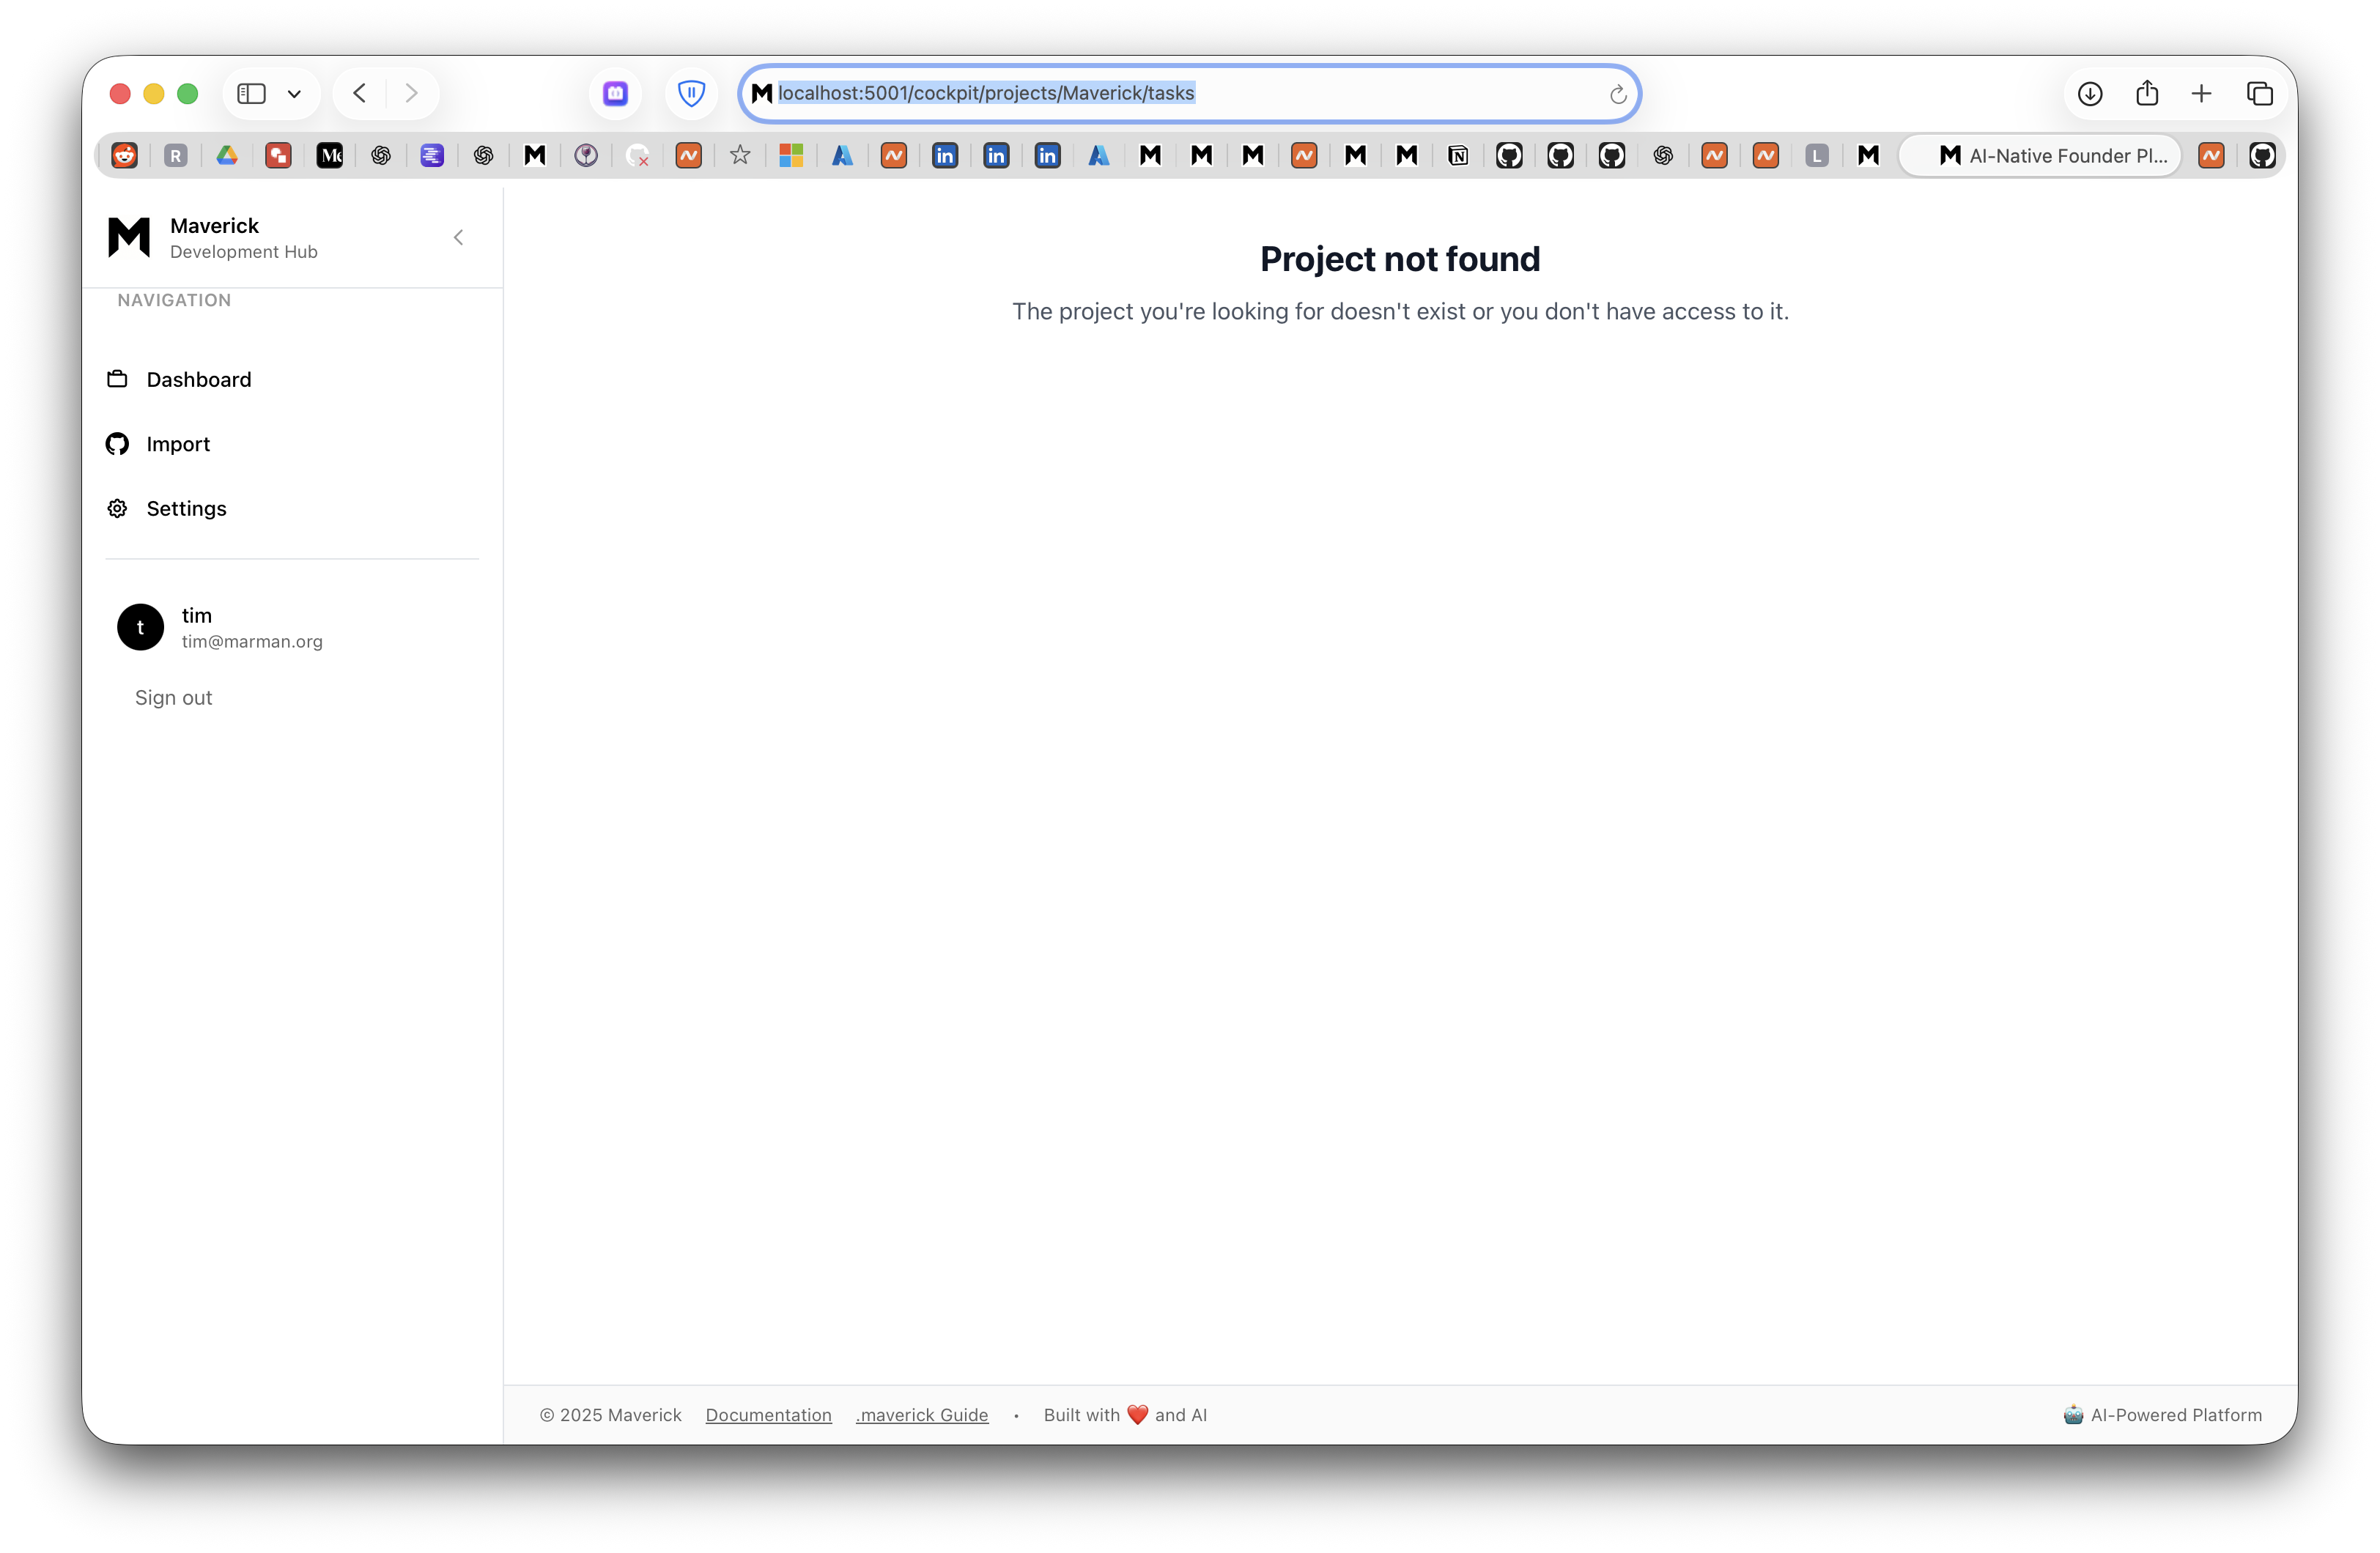 localhost:5001/cockpit/projects/Maverick/tasks
AI-Native Founder Pl...
Maverick
Development Hub
NAVIGATION
Dashboard
Import
Settings
t
tim
tim@marman.org
Sign out
Project not found
The project you're looking for doesn't exist or you don't have access to it.
© 2025 Maverick Documentation .maverick Guide • Built with ❤️ and AI
🤖 AI-Powered Platform